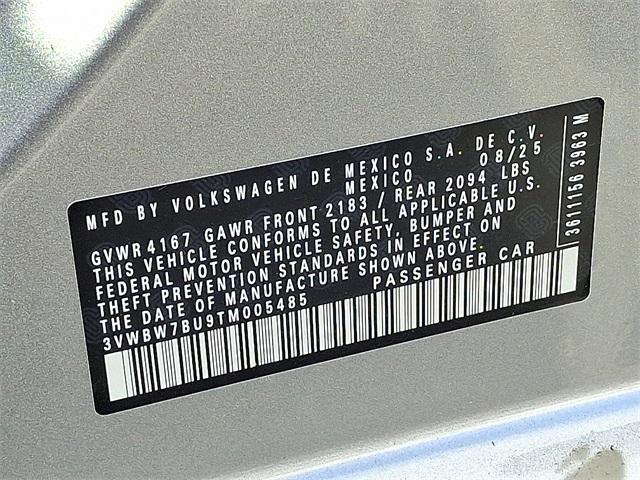 MFD BY VOLKSWAGEN DE MEXICO S.A. DE C.V.
MEXICO 08/25
GVWR 4167 GAWR FRONT 2183 / REAR 2094 LBS
THIS VEHICLE CONFORMS TO ALL APPLICABLE U.S.
FEDERAL MOTOR VEHICLE SAFETY, BUMPER AND
THEFT PREVENTION STANDARDS IN EFFECT ON
THE DATE OF MANUFACTURE SHOWN ABOVE.
3VWBW7BU9TM005485 PASSENGER CAR
3611156 3963 M